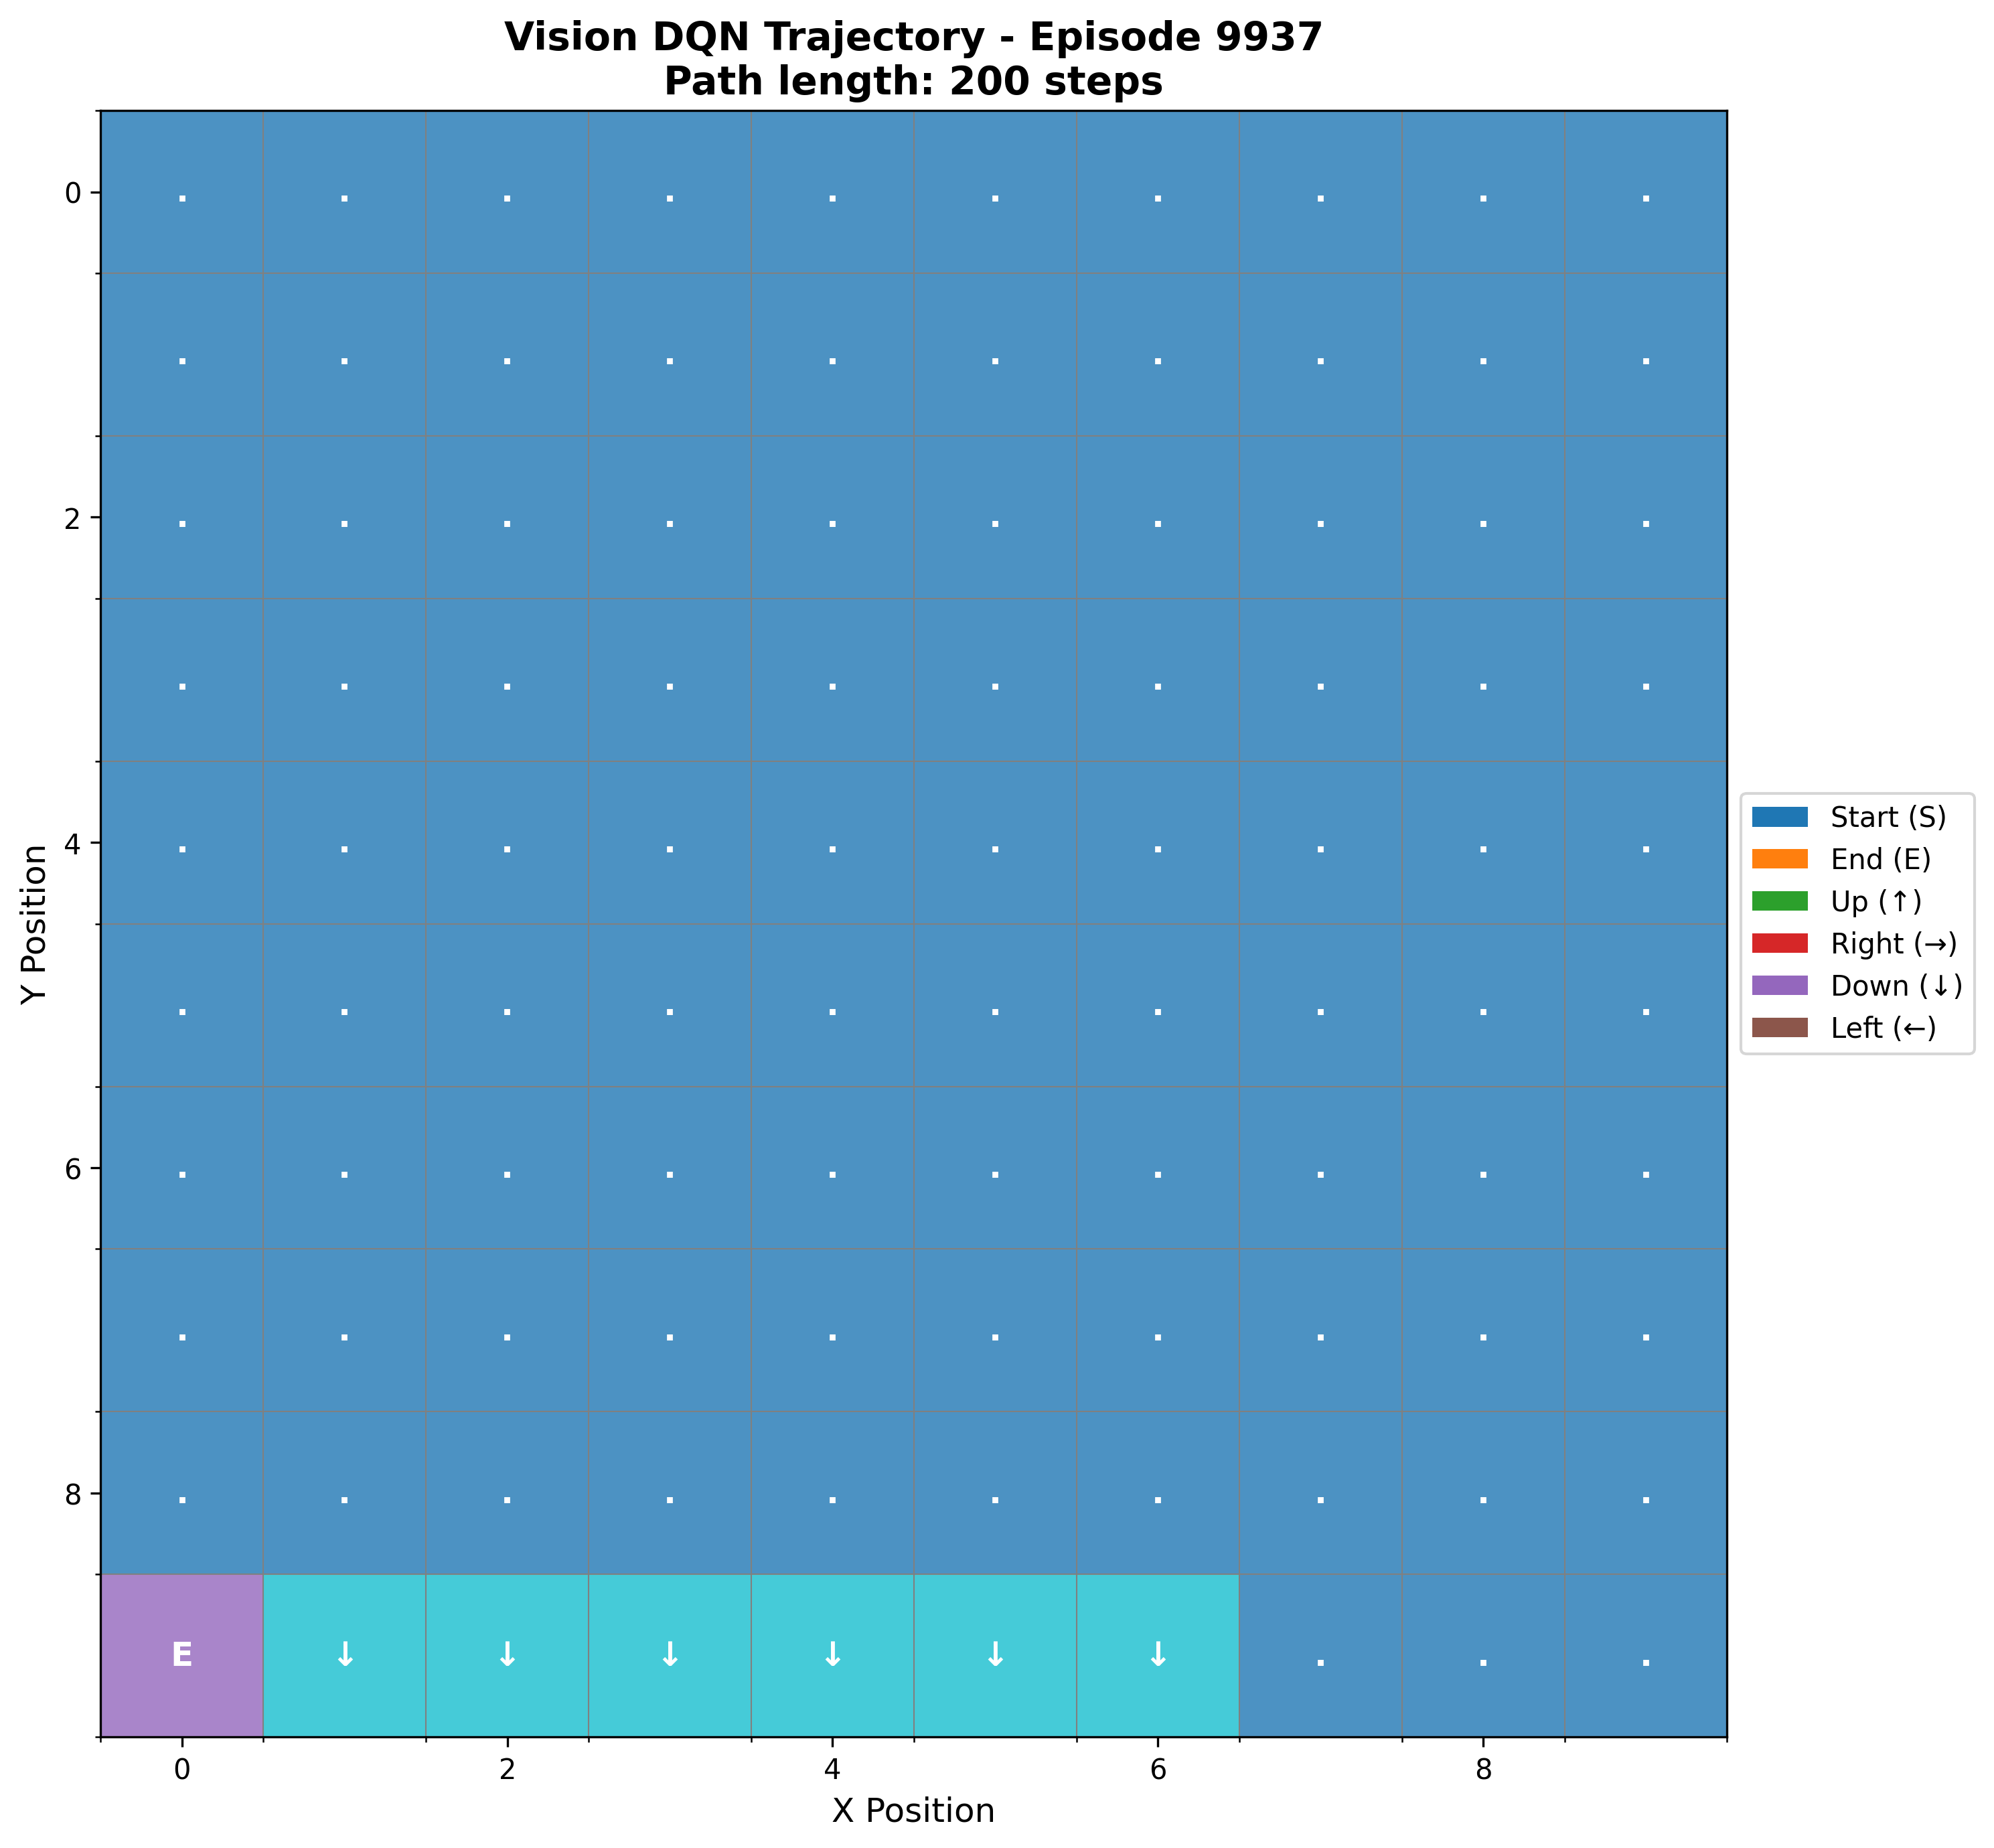 Vision DQN Trajectory - Episode 9937
Path length: 200 steps
0
2
4
6
8
Y Position
E ↓ ↓ ↓ ↓ ↓ ↓
0 2 4 6 8
X Position
Start (S)
End (E)
Up (↑)
Right (→)
Down (↓)
Left (←)